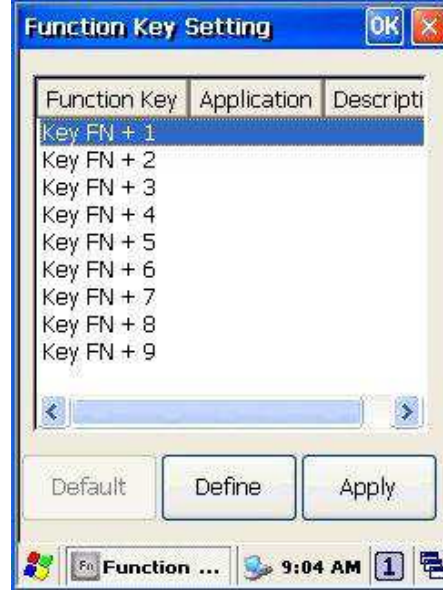 Function Key Setting OK
Function Key Application Descripti
Key FN + 1
Key FN + 2
Key FN + 3
Key FN + 4
Key FN + 5
Key FN + 6
Key FN + 7
Key FN + 8
Key FN + 9
Default Define Apply
Fn Function ... 9:04 AM 1